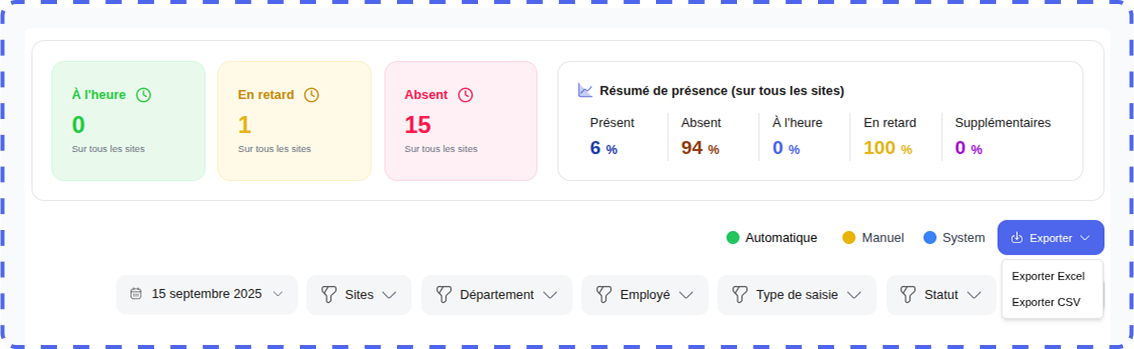 À l'heure
0
Sur tous les sites
En retard
1
Sur tous les sites
Absent
15
Sur tous les sites
Résumé de présence (sur tous les sites)
Présent
6 %
Absent
94 %
À l'heure
0 %
En retard
100 %
Supplémentaires
0 %
Automatique
Manuel
System
Exporter
Exporter Excel
Exporter CSV
15 septembre 2025
Sites
Département
Employé
Type de saisie
Statut